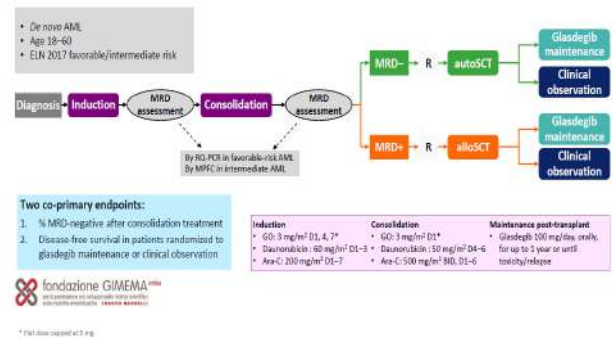 • De novo AML
• Age 18–60
• ELN 2017 favorable/intermediate risk
Diagnosis
Induction
MRD assessment
Consolidation
MRD assessment
MRD–
R
autoSCT
Glasdegib maintenance
Clinical observation
MRD+
R
alloSCT
Glasdegib maintenance
Clinical observation
By RQ-PCR in favorable-risk AML
By MPFC in intermediate AML
Two co-primary endpoints:
1. % MRD-negative after consolidation treatment
2. Disease-free survival in patients randomized to
glasdegib maintenance or clinical observation
Induction
• GO: 3 mg/m² D1, 4, 7*
• Daunorubicin : 60 mg/m² D1–3
• Ara-C: 200 mg/m² D1–7
Consolidation
• GO: 3 mg/m² D1*
• Daunorubicin: 50 mg/m² D4–6
• Ara-C: 500 mg/m² BID, D1–6
Maintenance post-transplant
• Glasdegib 100 mg/day, orally,
for up to 1 year or until
toxicity/relapse
fondazione GIMEMA
FRANCO MANDELLI
* Flat dose capped at 5 mg